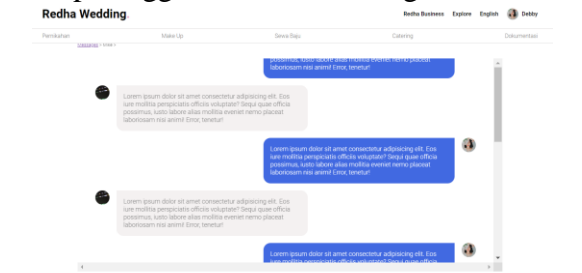 Redha Wedding.
Redha Business Explore English Debby
Pernikahan Make Up Sewa Baju Catering Dokumentasi
possimus, iusto labore alias mollitia eveniet nemo placeat
laboriosam nisi animi! Error, tenetur!
Lorem ipsum dolor sit amet consectetur adipisicing elit. Eos
iure mollitia perspiciatis officiis voluptate? Sequi quae officia
possimus, iusto labore alias mollitia eveniet nemo placeat
laboriosam nisi animi! Error, tenetur!
Lorem ipsum dolor sit amet consectetur adipisicing elit. Eos
iure mollitia perspiciatis officiis voluptate? Sequi quae officia
possimus, iusto labore alias mollitia eveniet nemo placeat
laboriosam nisi animi! Error, tenetur!
Lorem ipsum dolor sit amet consectetur adipisicing elit. Eos
iure mollitia perspiciatis officiis voluptate? Sequi quae officia
possimus, iusto labore alias mollitia eveniet nemo placeat
laboriosam nisi animi! Error, tenetur!
Lorem ipsum dolor sit amet consectetur adipisicing elit. Eos
iure mollitia perspiciatis officiis voluptate? Sequi quae officia